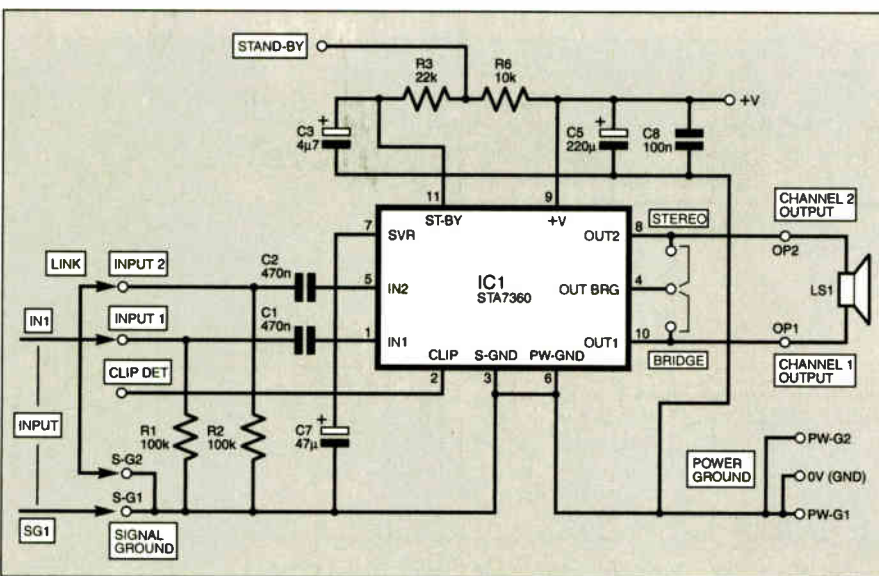 STAND-BY
R3
22k
R6
10k
+V
+
C3
4µ7
+
C5
220µ
C8
100n
11
9
ST-BY
+V
7
SVR
STEREO
OUT2
8
CHANNEL 2
OUTPUT
OP2
LINK
INPUT 2
C2
470n
5
IN2
IC1
STA7360
OUT BRG
4
LS1
IN1
INPUT 1
C1
470n
1
IN1
OUT1
10
OP1
CLIP
S-GND
PW-GND
BRIDGE
CHANNEL 1
OUTPUT
CLIP DET
2
3
6
INPUT
R1
100k
R2
100k
+
C7
47µ
S-G2
S-G1
SG1
SIGNAL
GROUND
POWER
GROUND
PW-G2
0V (GND)
PW-G1